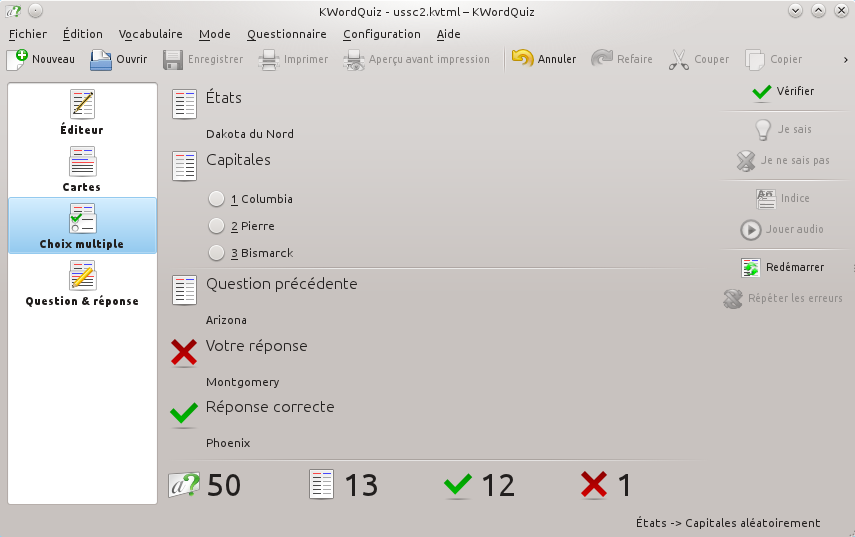 KWordQuiz - ussc2.kvtml – KWordQuiz
Fichier Édition Vocabulaire Mode Questionnaire Configuration Aide
Nouveau Ouvrir Enregistrer Imprimer Aperçu avant impression Annuler Refaire Couper Copier
Éditeur
Cartes
Choix multiple
Question & réponse
États
Dakota du Nord
Capitales
1 Columbia
2 Pierre
3 Bismarck
Question précédente
Arizona
Votre réponse
Montgomery
Réponse correcte
Phoenix
a? 50 13 12 1
Vérifier
Je sais
Je ne sais pas
Indice
Jouer audio
Redémarrer
Répéter les erreurs
États -> Capitales aléatoirement